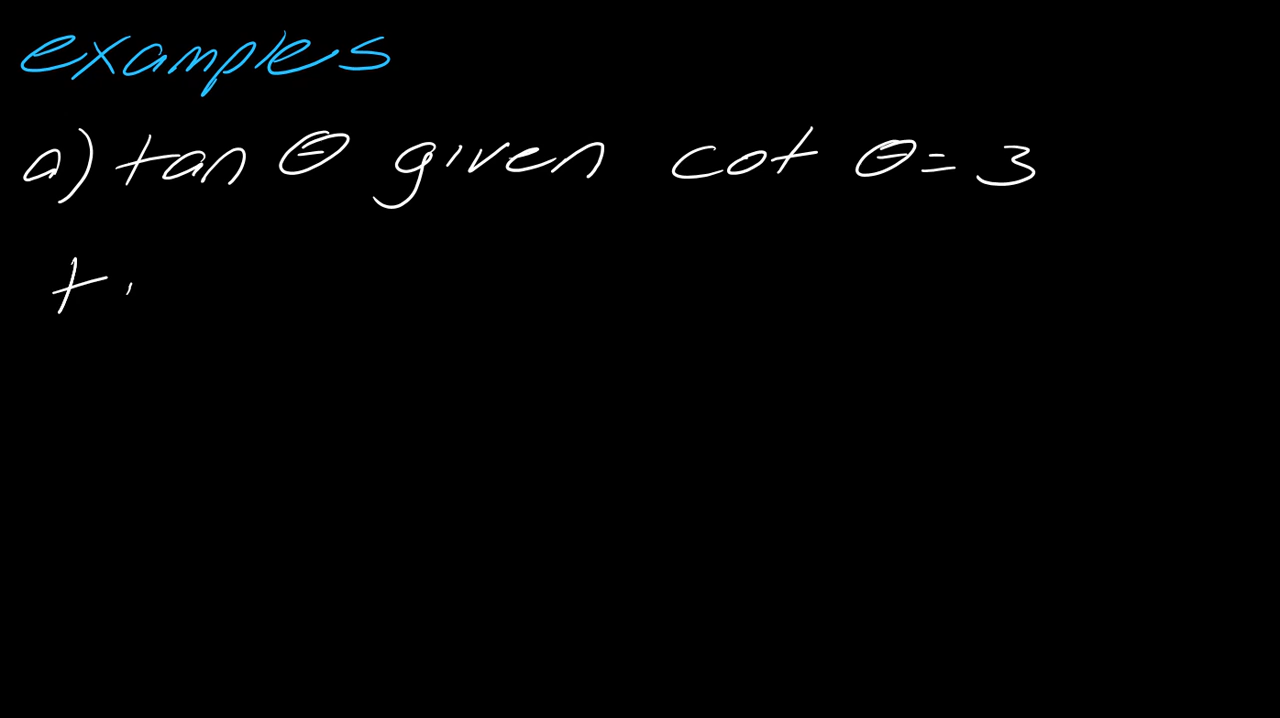 examples
a) tan θ given cot θ = 3
t